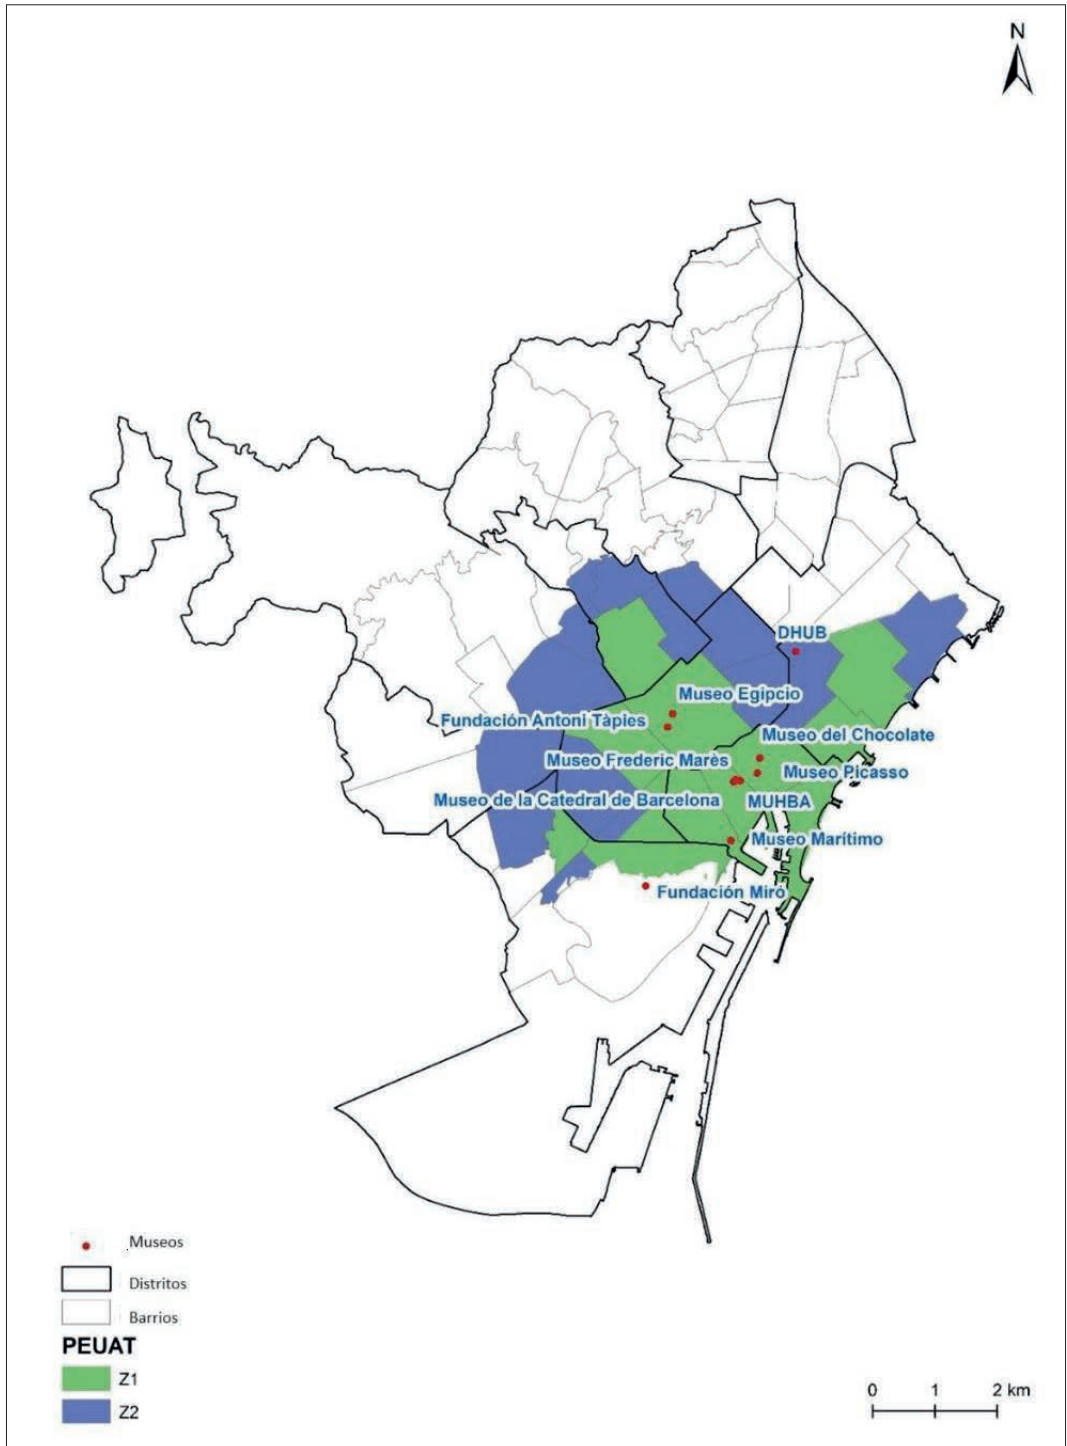 N
DHUB
Museo Egipcio
Fundación Antoni Tàpies
Museo del Chocolate
Museo Frederic Marès
Museo Picasso
Museo de la Catedral de Barcelona
MUHBA
Museo Marítimo
Fundación Miró
Museos
Distritos
Barrios
PEUAT
Z1
Z2
0 1 2 km